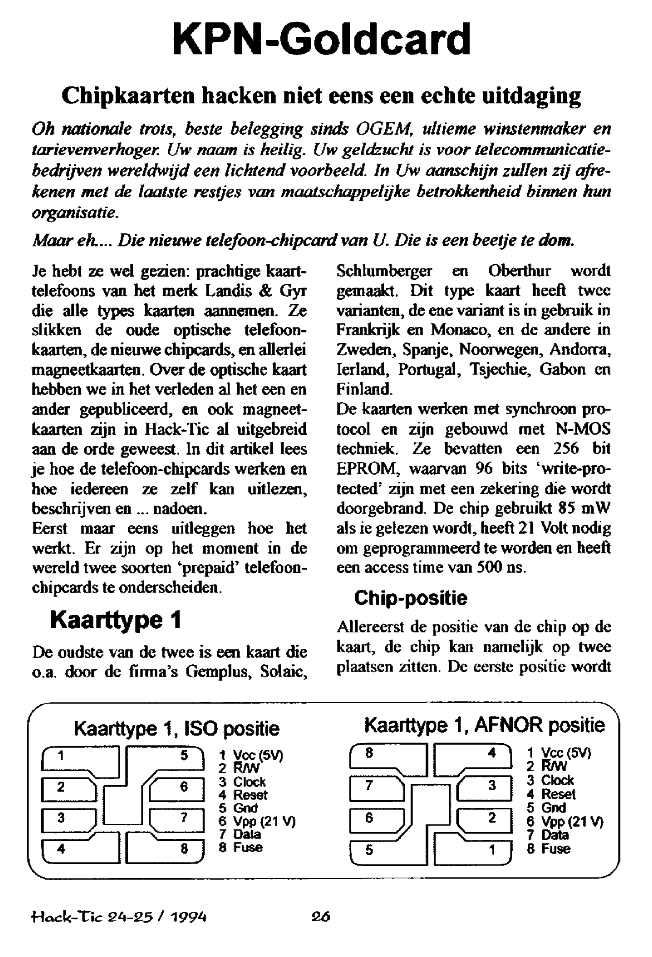 KPN-Goldcard
Chipkaarten hacken niet eens een echte uitdaging
Oh nationale trots, beste belegging sinds OGEM, ultieme winstenmaker en
tarievenverhoger. Uw naam is heilig. Uw geldzucht is voor telecommunicatie-
bedrijven wereldwijd een lichtend voorbeeld. In Uw aanschijn zullen zij afre-
kenen met de laatste restjes van maatschappelijke betrokkenheid binnen hun
organisatie.
Maar eh.... Die nieuwe telefoon-chipcard van U. Die is een beetje te dom.
Je hebt ze wel gezien: prachtige kaart-
telefoons van het merk Landis & Gyr
die alle types kaarten aannemen. Ze
slikken de oude optische telefoon-
kaarten, de nieuwe chipcards, en allerlei
magneetkaarten. Over de optische kaart
hebben we in het verleden al het een en
ander gepubliceerd, en ook magneet-
kaarten zijn in Hack-Tic al uitgebreid
aan de orde geweest. In dit artikel lees
je hoe de telefoon-chipcards werken en
hoe iedereen ze zelf kan uitlezen,
beschrijven en ... nadoen.
Eerst maar eens uitleggen hoe het
werkt. Er zijn op het moment in de
wereld twee soorten 'prepaid' telefoon-
chipcards te onderscheiden.
Kaarttype 1
De oudste van de twee is een kaart die
o.a. door de firma's Gemplus, Solaic,
Schlumberger en Oberthur wordt
gemaakt. Dit type kaart heeft twee
varianten, de ene variant is in gebruik in
Frankrijk en Monaco, en de andere in
Zweden, Spanje, Noorwegen, Andorra,
Ierland, Portugal, Tsjechie, Gabon en
Finland.
De kaarten werken met synchroon pro-
tocol en zijn gebouwd met N-MOS
techniek. Ze bevatten een 256 bit
EPROM, waarvan 96 bits 'write-pro-
tected' zijn met een zekering die wordt
doorgebrand. De chip gebruikt 85 mW
als ie gelezen wordt, heeft 21 Volt nodig
om geprogrammeerd te worden en heeft
een access time van 500 ns.
Chip-positie
Allereerst de positie van de chip op de
kaart, de chip kan namelijk op twee
plaatsen zitten. De eerste positie wordt
Kaarttype 1, ISO positie
1 5
2 6
3 7
4 8
1 Vcc (5V)
2 R/W
3 Clock
4 Reset
5 Gnd
6 Vpp (21 V)
7 Data
8 Fuse
Kaarttype 1, AFNOR positie
8 4
7 3
6 2
5 1
1 Vcc (5V)
2 R/W
3 Clock
4 Reset
5 Gnd
6 Vpp (21 V)
7 Data
8 Fuse
Hack-Tic 24-25 / 1994 26